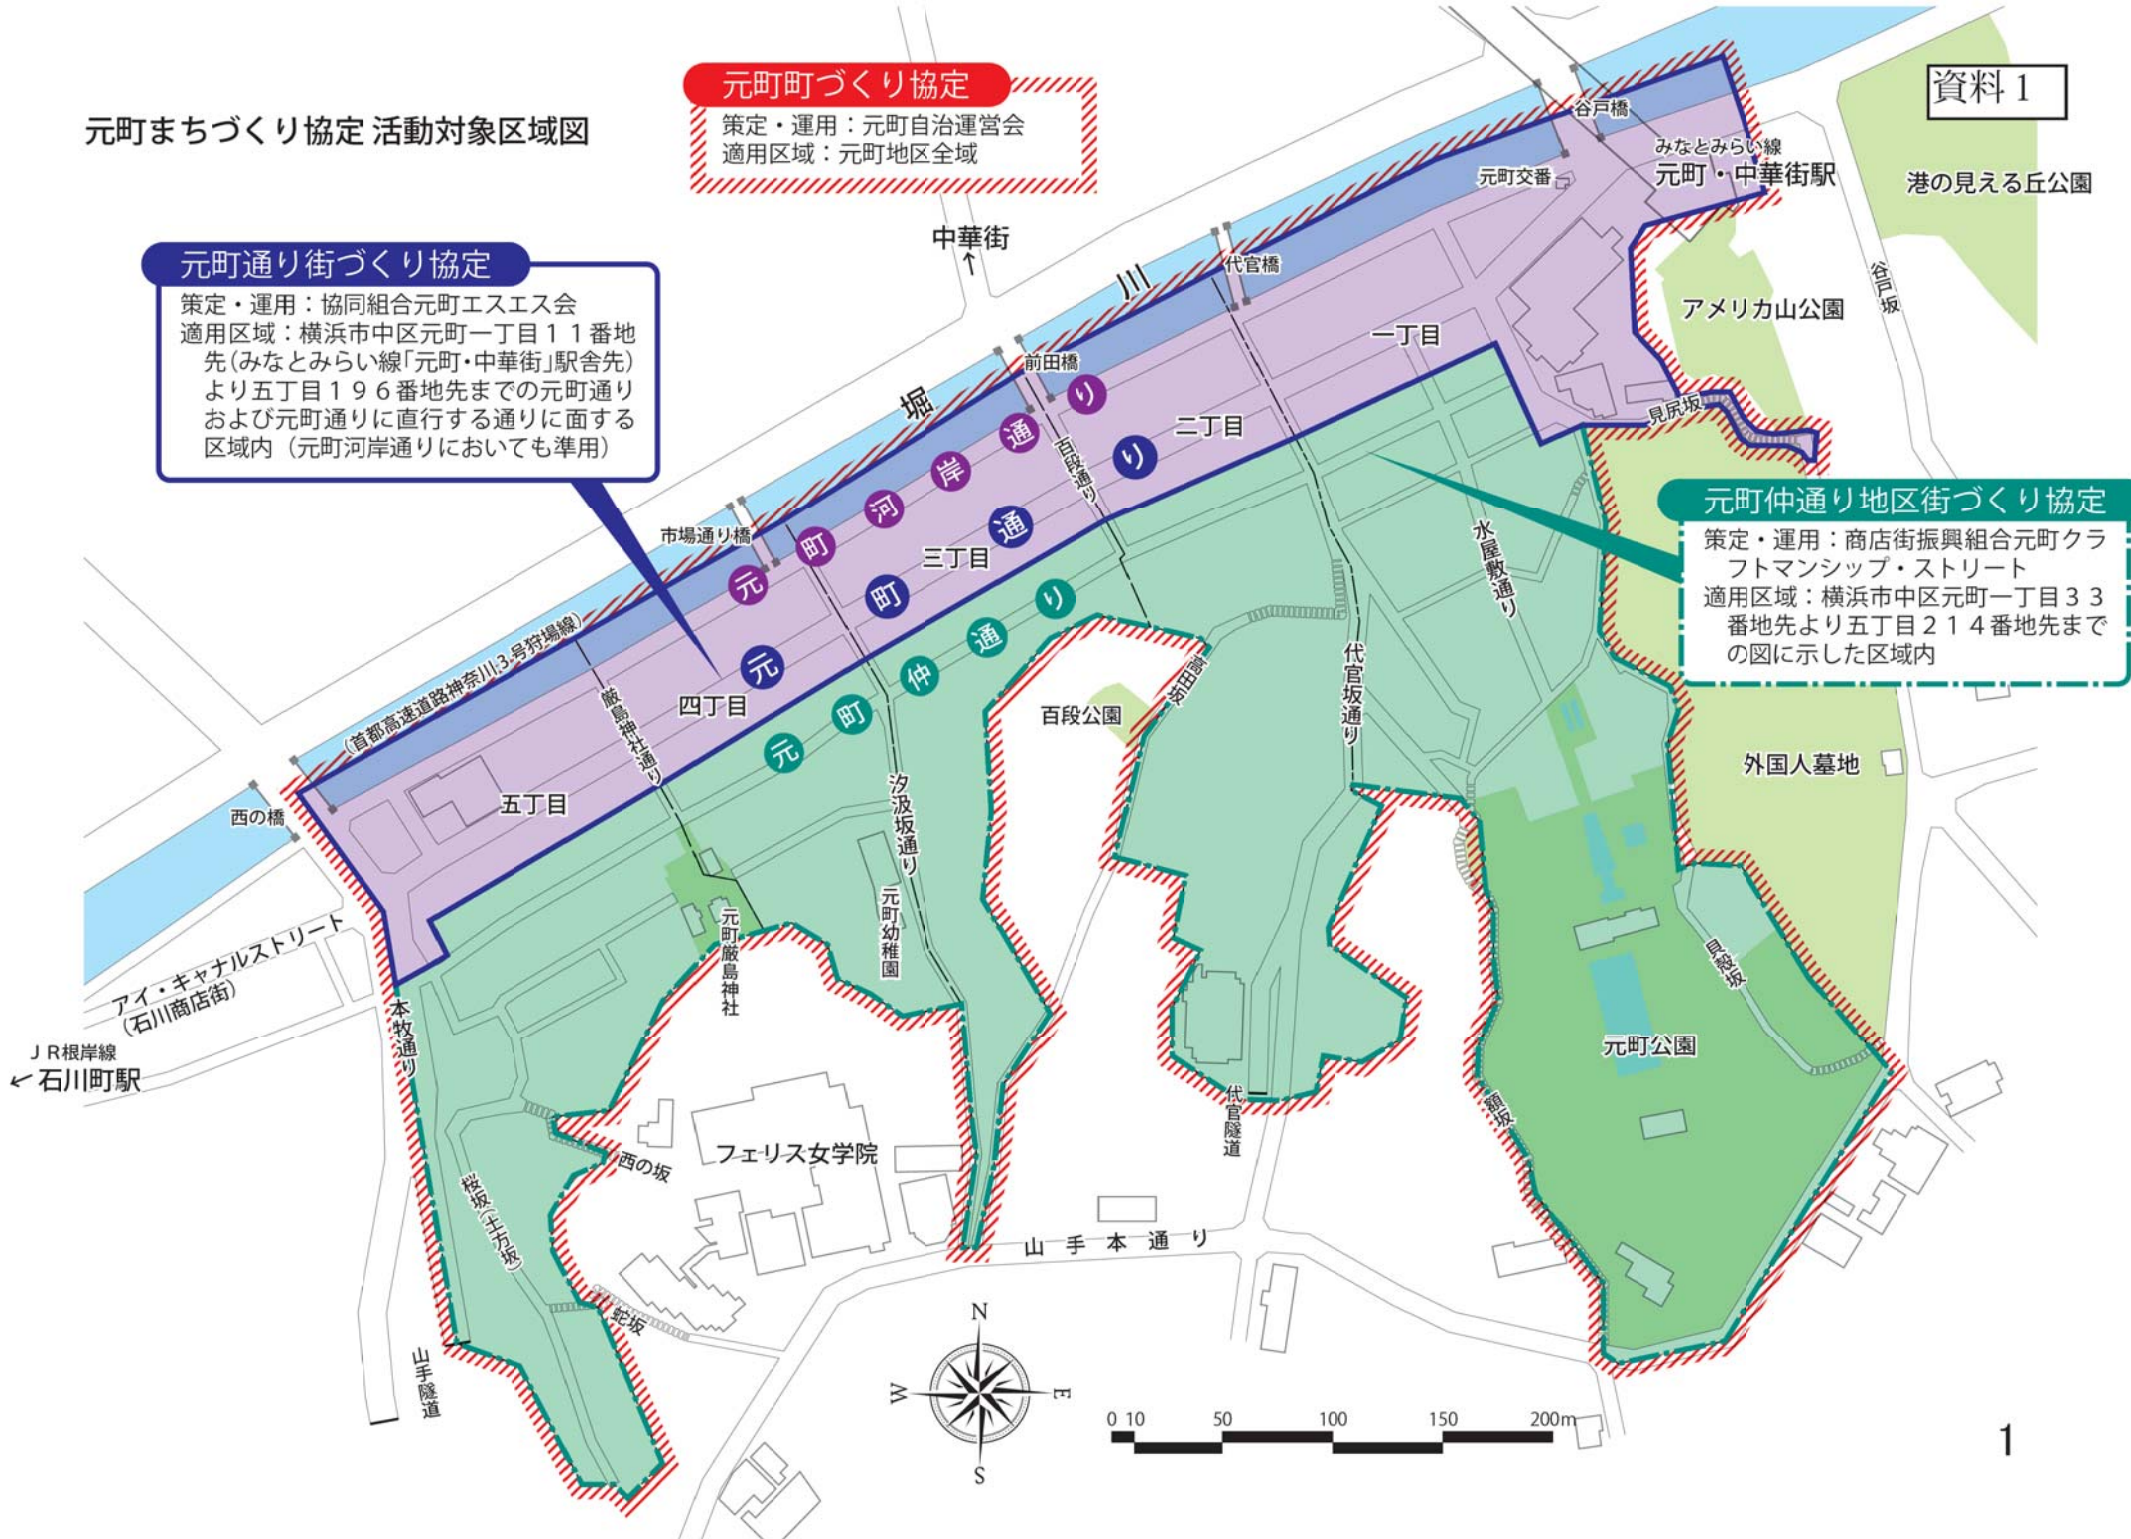 資料1
元町まちづくり協定 活動対象区域図
元町町づくり協定
策定・運用：元町自治運営会
適用区域：元町地区全域
元町通り街づくり協定
策定・運用：協同組合元町エスエス会
適用区域：横浜市中区元町一丁目１１番地
先(みなとみらい線｢元町・中華街｣駅舎先)
より五丁目１９６番地先までの元町通り
および元町通りに直行する通りに面する
区域内（元町河岸通りにおいても準用）
元町仲通り地区街づくり協定
策定・運用：商店街振興組合元町クラ
フトマンシップ・ストリート
適用区域：横浜市中区元町一丁目３３
番地先より五丁目２１４番地先まで
の図に示した区域内
谷戸橋
みなとみらい線
元町・中華街駅
元町交番
港の見える丘公園
中華街
↑
代官橋
堀川
谷戸坂
アメリカ山公園
一丁目
前田橋
見尻坂
二丁目
百段通り
元町河岸通り
元町通り
元町仲通り
市場通り橋
三丁目
水屋敷通り
(首都高速道路神奈川3号狩場線)
厳島神社通り
四丁目
高田坂
代官坂通り
百段公園
外国人墓地
西の橋
五丁目
汐汲坂通り
元町幼稚園
元町厳島神社
アイ・キャナルストリート
(石川商店街)
本牧通り
ＪＲ根岸線
←石川町駅
貝殻坂
元町公園
額坂
代官隧道
フェリス女学院
西の坂
桜坂(土方坂)
山手本通り
蛇坂
山手隧道
N
W
E
S
0 10 50 100 150 200m
1